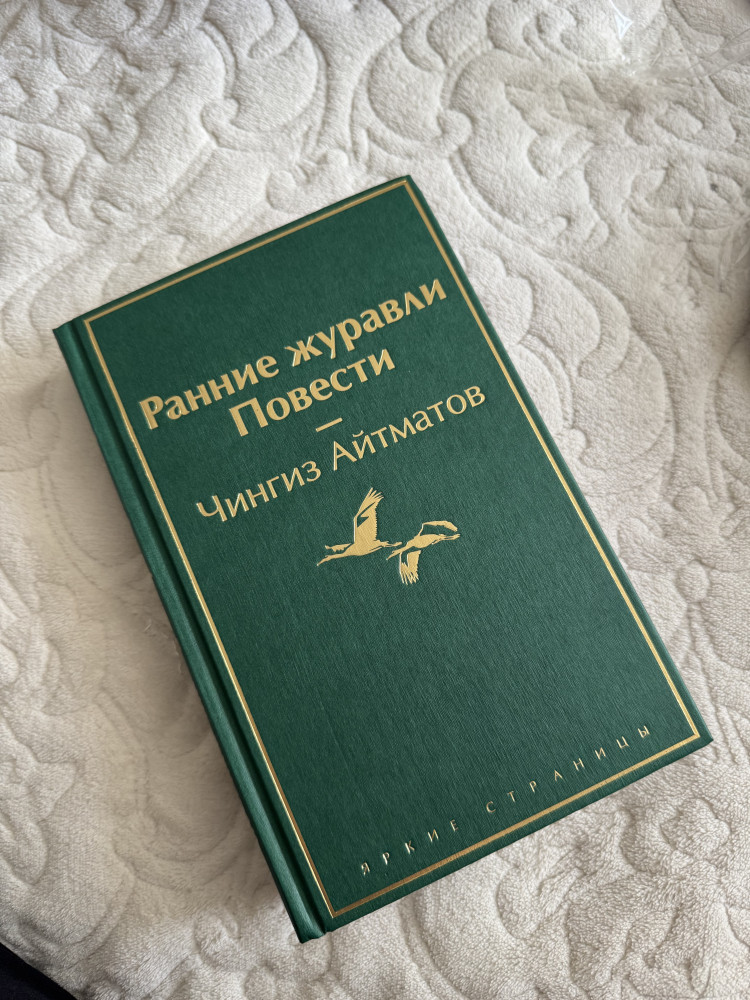 Ранние журавли
Повести
—
Чингиз Айтматов
ЯРКИЕ СТРАНИЦЫ